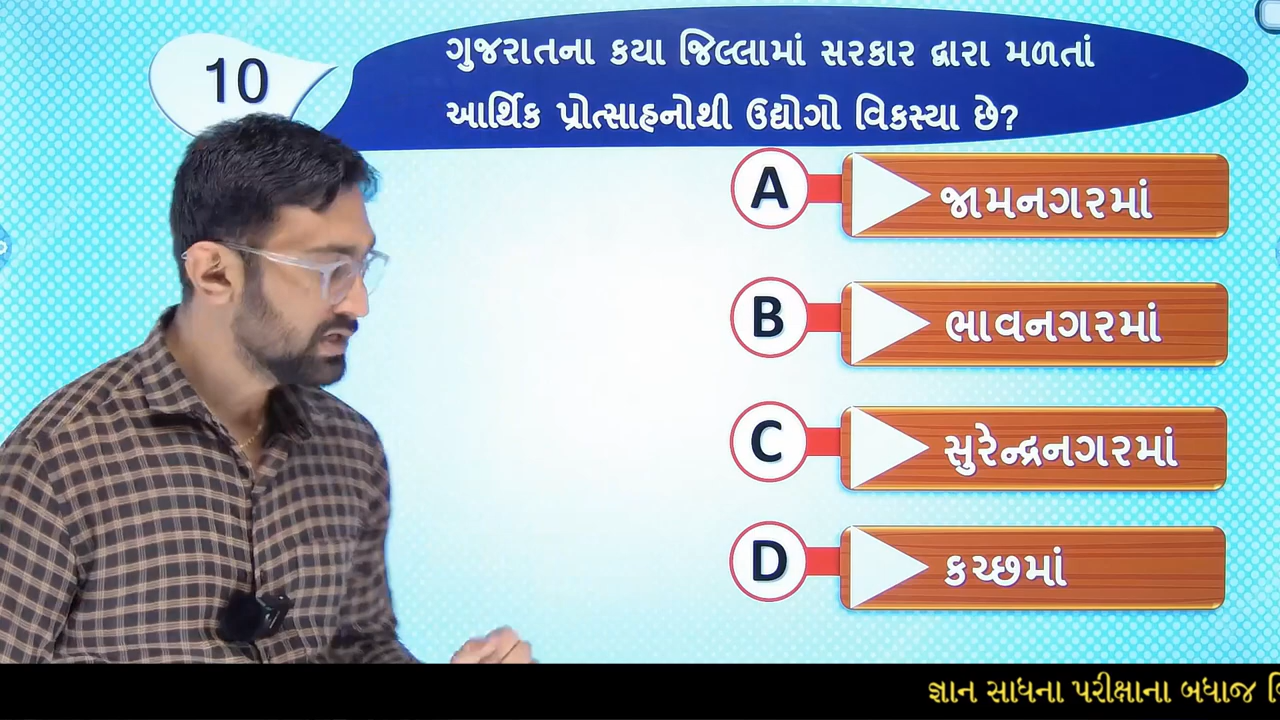 10
ગુજરાતના કયા જિલ્લામાં સરકાર દ્વારા મળતાં
આર્થિક પ્રોત્સાહનોથી ઉદ્યોગો વિકસ્યા છે?
A જામનગરમાં
B ભાવનગરમાં
C સુરેન્દ્રનગરમાં
D કચ્છમાં
જ્ઞાન સાધના પરીક્ષાના બધાજ